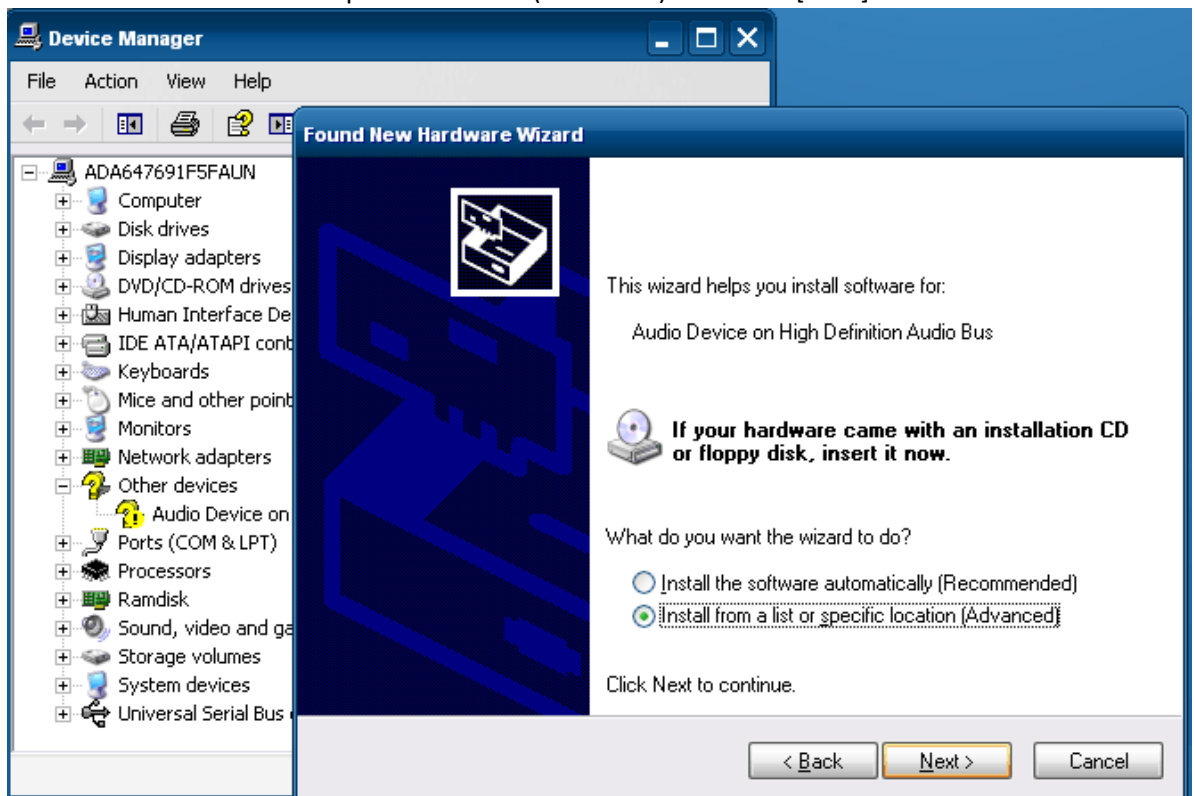 Device Manager
File Action View Help
ADA647691F5FAUN
Computer
Disk drives
Display adapters
DVD/CD-ROM drives
Human Interface De
IDE ATA/ATAPI cont
Keyboards
Mice and other point
Monitors
Network adapters
Other devices
Audio Device on
Ports (COM & LPT)
Processors
Ramdisk
Sound, video and ga
Storage volumes
System devices
Universal Serial Bus
Found New Hardware Wizard
This wizard helps you install software for:
Audio Device on High Definition Audio Bus
If your hardware came with an installation CD
or floppy disk, insert it now.
What do you want the wizard to do?
Install the software automatically (Recommended)
Install from a list or specific location (Advanced)
Click Next to continue.
< Back Next > Cancel